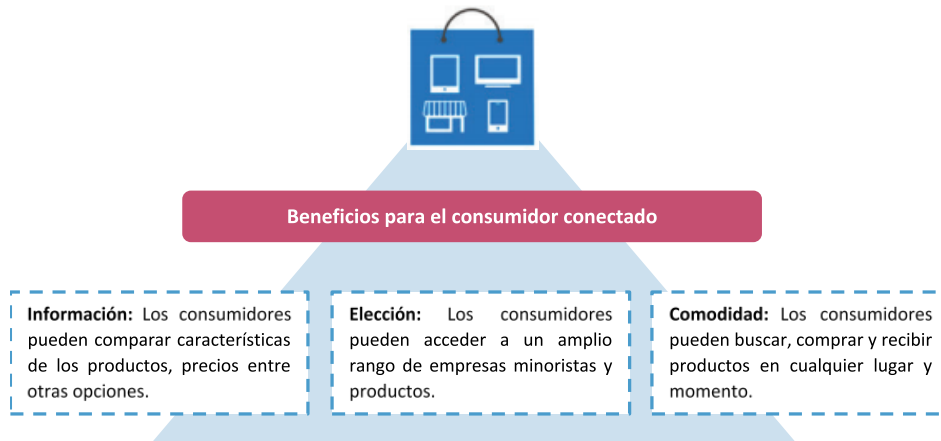 Beneficios para el consumidor conectado
Información: Los consumidores
pueden comparar características
de los productos, precios entre
otras opciones.
Elección: Los consumidores
pueden acceder a un amplio
rango de empresas minoristas y
productos.
Comodidad: Los consumidores
pueden buscar, comprar y recibir
productos en cualquier lugar y
momento.